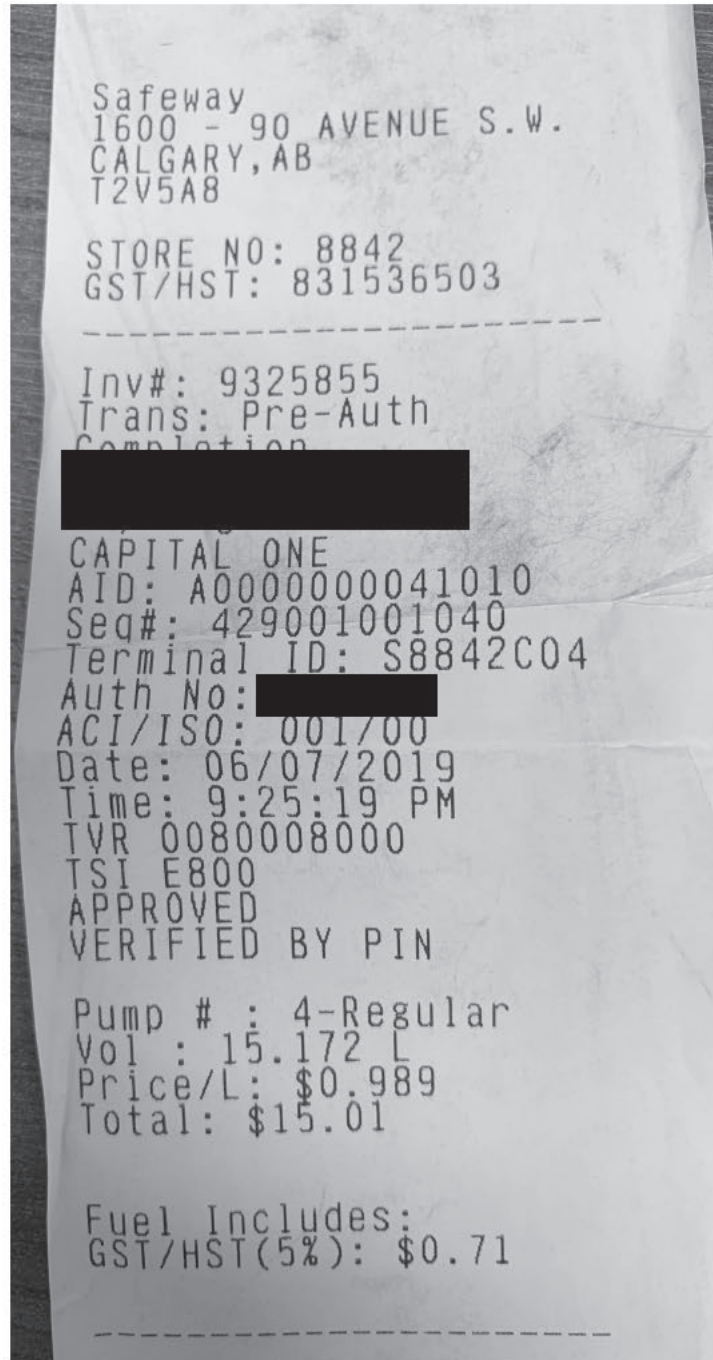 Safeway
1600 - 90 AVENUE S.W.
CALGARY,AB
T2V5A8
STORE NO: 8842
GST/HST: 831536503
Inv#: 9325855
Trans: Pre-Auth
Completion
CAPITAL ONE
AID: A0000000041010
Seq#: 429001001040
Terminal ID: S8842C04
Auth No:
ACI/ISO: 001/00
Date: 06/07/2019
Time: 9:25:19 PM
TVR 0080008000
TSI E800
APPROVED
VERIFIED BY PIN
Pump # : 4-Regular
Vol : 15.172 L
Price/L: $0.989
Total: $15.01
Fuel Includes:
GST/HST(5%): $0.71